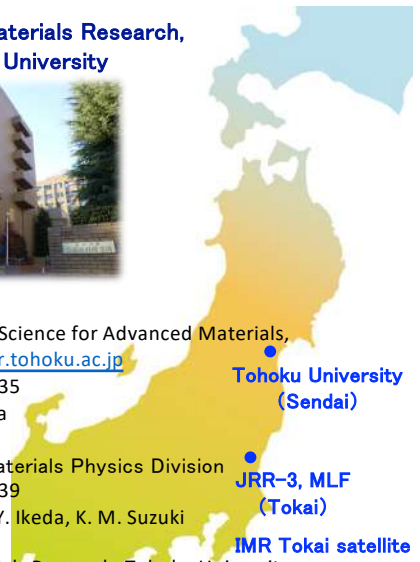 aterials Research,
University
Science for Advanced Materials,
r.tohoku.ac.jp
35
a
Tohoku University
(Sendai)
aterials Physics Division
39
Y. Ikeda, K. M. Suzuki
JRR-3, MLF
(Tokai)
IMR Tokai satellite